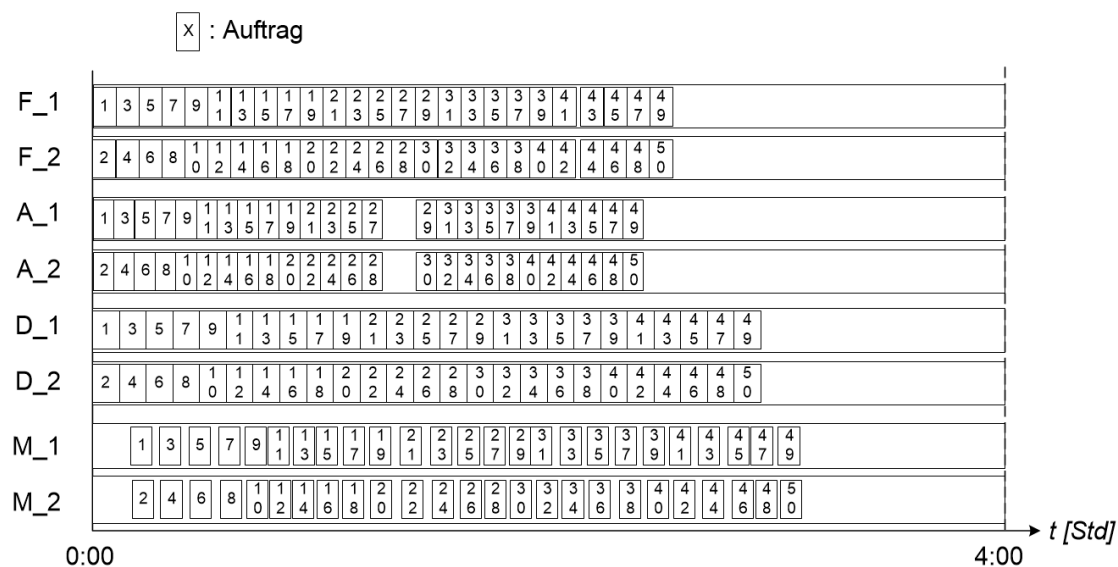 X : Auftrag
F_1 1 3 5 7 9 11 13 15 17 19 21 23 25 27 29 31 33 35 37 39 41 43 45 47 49
F_2 2 4 6 8 10 12 14 16 18 20 22 24 26 28 30 32 34 36 38 40 42 44 46 48 50
A_1 1 3 5 7 9 11 13 15 17 19 21 23 25 27 29 31 33 35 37 39 41 43 45 47 49
A_2 2 4 6 8 10 12 14 16 18 20 22 24 26 28 30 32 34 36 38 40 42 44 46 48 50
D_1 1 3 5 7 9 11 13 15 17 19 21 23 25 27 29 31 33 35 37 39 41 43 45 47 49
D_2 2 4 6 8 10 12 14 16 18 20 22 24 26 28 30 32 34 36 38 40 42 44 46 48 50
M_1 1 3 5 7 9 11 13 15 17 19 21 23 25 27 29 31 33 35 37 39 41 43 45 47 49
M_2 2 4 6 8 10 12 14 16 18 20 22 24 26 28 30 32 34 36 38 40 42 44 46 48 50
t [Std]
0:00 4:00